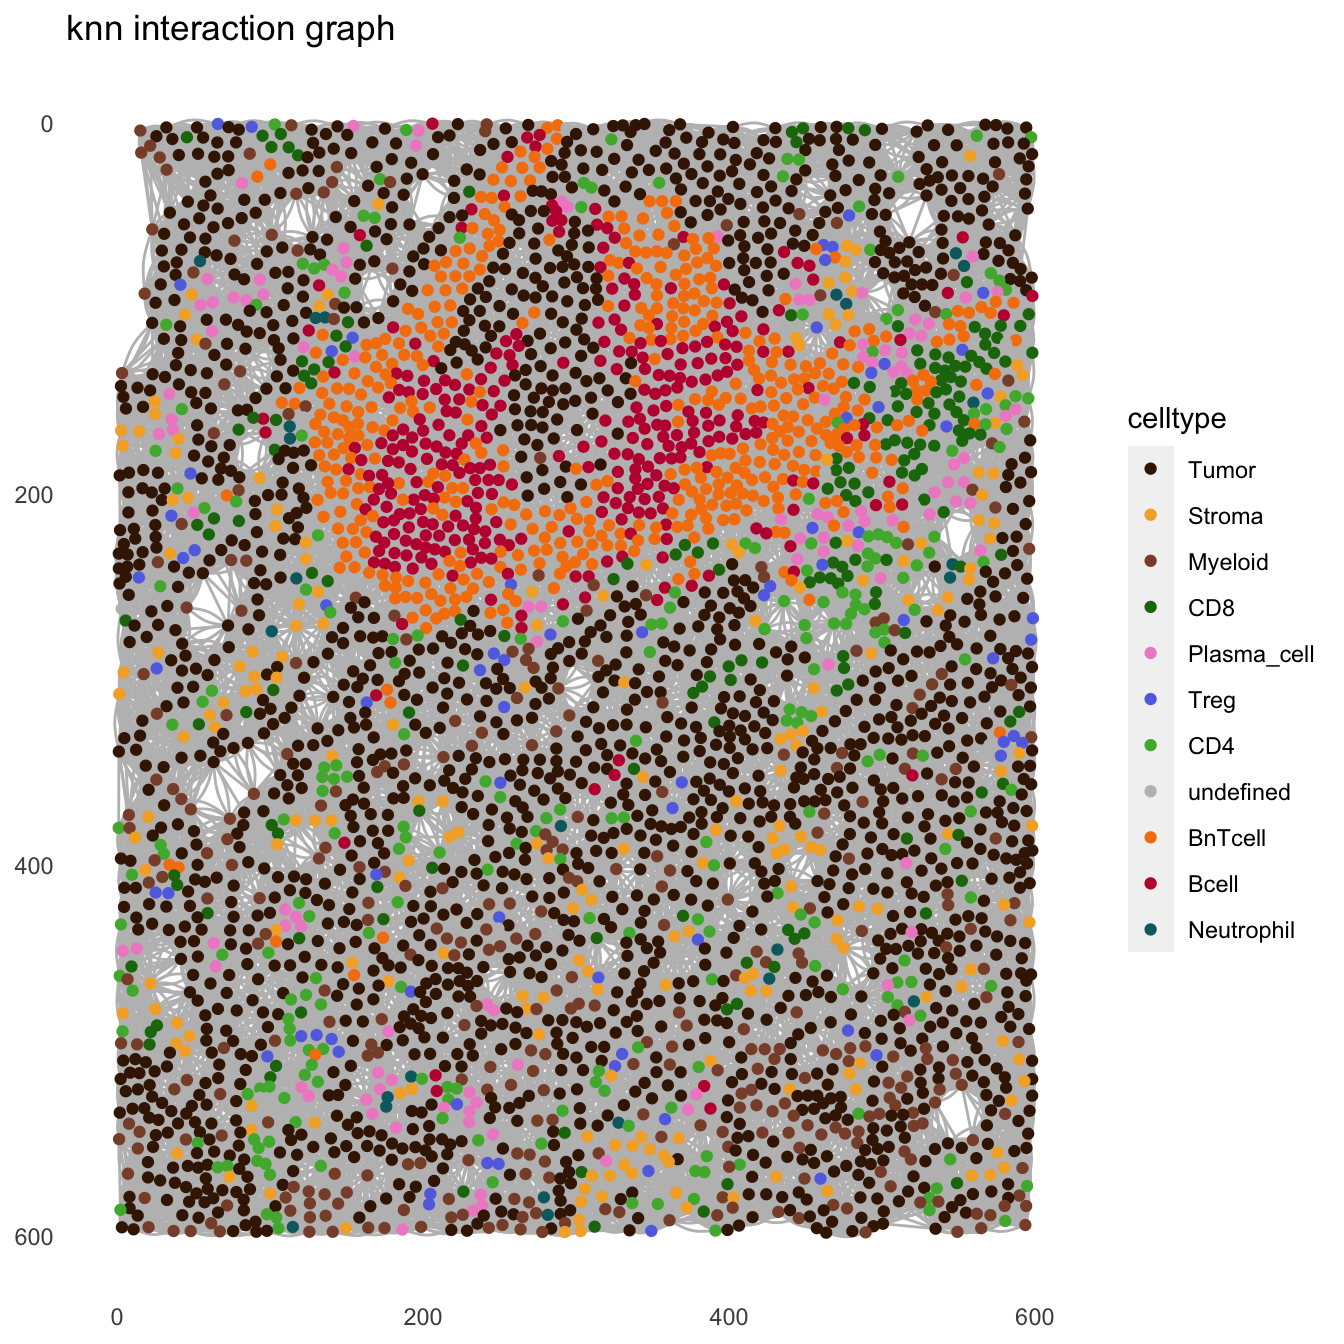 knn interaction graph
0
200
400
600
0
200
400
600
celltype
Tumor
Stroma
Myeloid
CD8
Plasma_cell
Treg
CD4
undefined
BnTcell
Bcell
Neutrophil